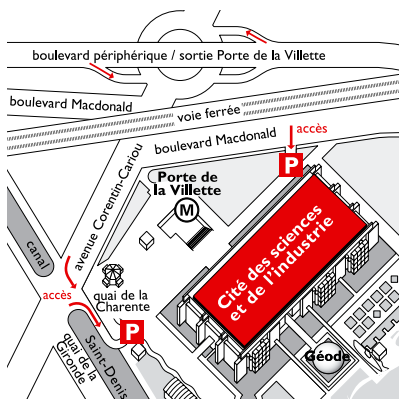 boulevard périphérique / sortie Porte de la Villette
boulevard Macdonald
voie ferrée
boulevard Macdonald
accès
P
Porte de
la Villette
M
avenue Corentin-Cariou
canal
Cité des sciences
et de l'industrie
accès
quai de la
Charente
P
Saint-Denis
quai de la
Gironde
Géode